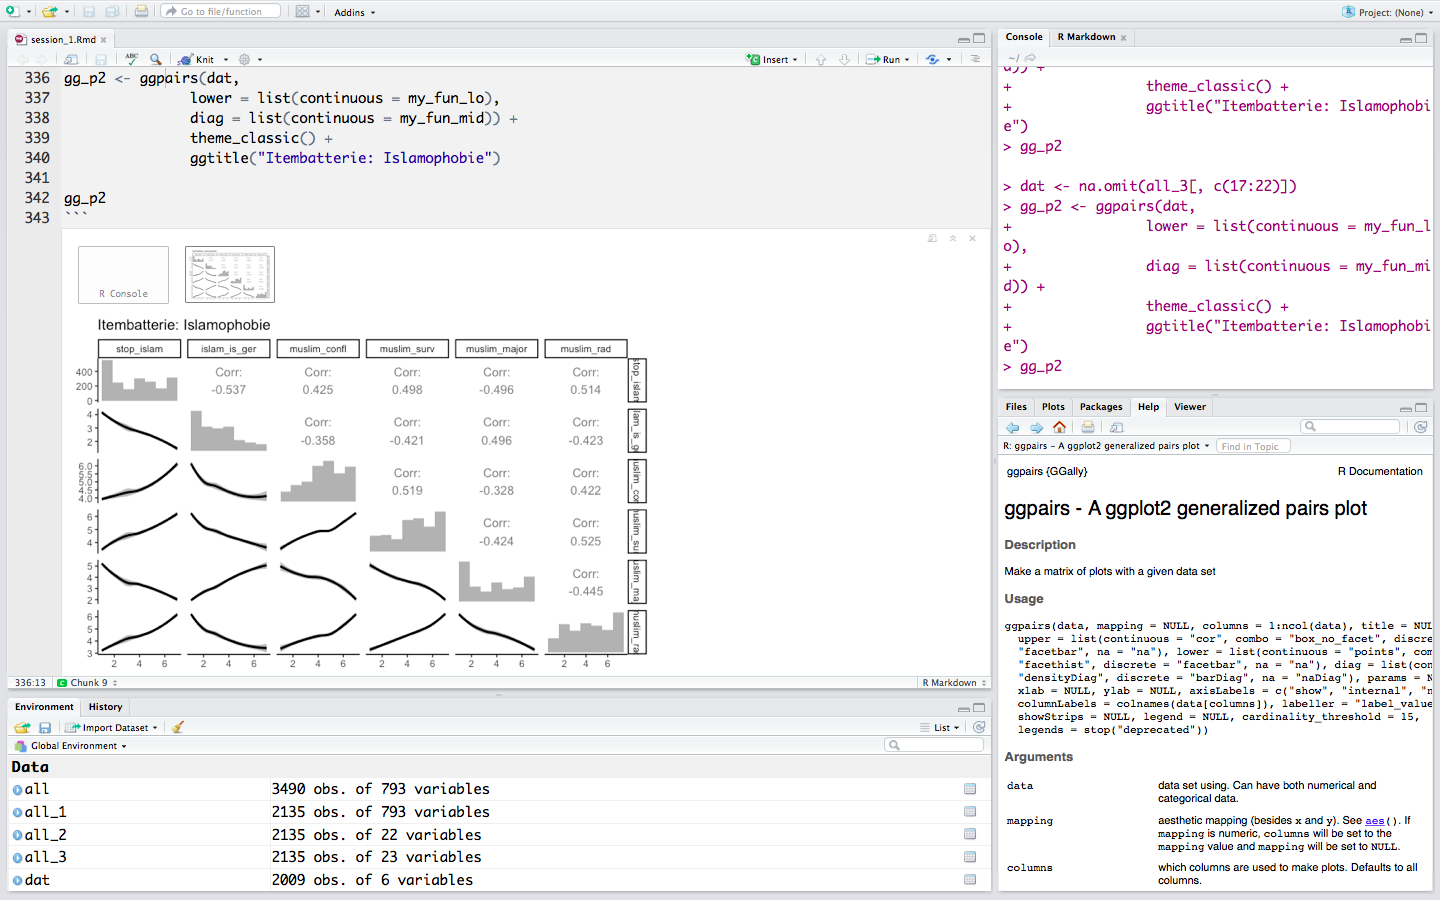 Go to file/function
Addins
Project: (None)
session_1.Rmd
ABC
Knit
Insert
Run
336 gg_p2 <- ggpairs(dat,
337 lower = list(continuous = my_fun_lo),
338 diag = list(continuous = my_fun_mid)) +
339 theme_classic() +
340 ggtitle("Itembatterie: Islamophobie")
341
342 gg_p2
343 ```
R Console
Itembatterie: Islamophobie
stop_islam islam_is_ger muslim_confl muslim_surv muslim_major muslim_rad
400
200
0
Corr:
-0.537
Corr:
0.425
Corr:
0.498
Corr:
-0.496
Corr:
0.514
4
3
2
Corr:
-0.358
Corr:
-0.421
Corr:
0.496
Corr:
-0.423
6.0
5.5
5.0
4.5
4.0
Corr:
0.519
Corr:
-0.328
Corr:
0.422
6
5
4
Corr:
-0.424
Corr:
0.525
5
4
3
2
Corr:
-0.445
6
5
4
3
2 4 6 2 4 6 2 4 6 2 4 6 2 4 6 2 4 6
336:13 Chunk 9 R Markdown
Environment History
Import Dataset List
Global Environment
Data
all 3490 obs. of 793 variables
all_1 2135 obs. of 793 variables
all_2 2135 obs. of 22 variables
all_3 2135 obs. of 23 variables
dat 2009 obs. of 6 variables
Console R Markdown
~/
d)) +
+ theme_classic() +
+ ggtitle("Itembatterie: Islamophobi
e")
> gg_p2
> dat <- na.omit(all_3[, c(17:22)])
> gg_p2 <- ggpairs(dat,
+ lower = list(continuous = my_fun_l
o),
+ diag = list(continuous = my_fun_mi
d)) +
+ theme_classic() +
+ ggtitle("Itembatterie: Islamophobi
e")
> gg_p2
Files Plots Packages Help Viewer
R: ggpairs - A ggplot2 generalized pairs plot Find in Topic
ggpairs {GGally} R Documentation
ggpairs - A ggplot2 generalized pairs plot
Description
Make a matrix of plots with a given data set
Usage
ggpairs(data, mapping = NULL, columns = 1:ncol(data), title = NUL
upper = list(continuous = "cor", combo = "box_no_facet", discre
"facetbar", na = "na"), lower = list(continuous = "points", com
"facethist", discrete = "facetbar", na = "na"), diag = list(con
"densityDiag", discrete = "barDiag", na = "naDiag"), params = N
xlab = NULL, ylab = NULL, axisLabels = c("show", "internal", "n
columnLabels = colnames(data[columns]), labeller = "label_value
showStrips = NULL, legend = NULL, cardinality_threshold = 15,
legends = stop("deprecated"))
Arguments
data data set using. Can have both numerical and
categorical data.
mapping aesthetic mapping (besides x and y). See aes(). If
mapping is numeric, columns will be set to the
mapping value and mapping will be set to NULL.
columns which columns are used to make plots. Defaults to all
columns.